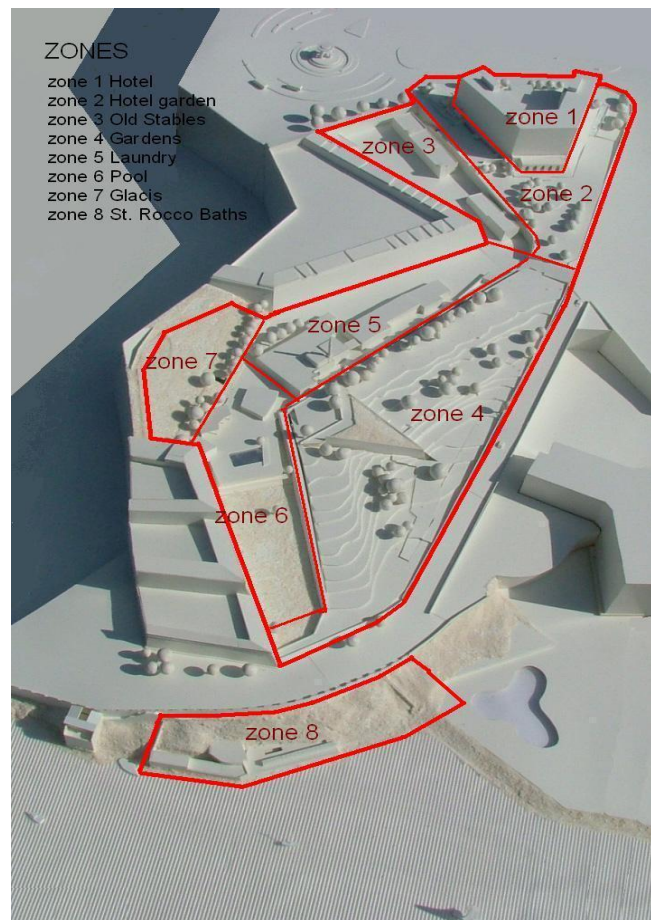 ZONES
zone 1 Hotel
zone 2 Hotel garden
zone 3 Old Stables
zone 4 Gardens
zone 5 Laundry
zone 6 Pool
zone 7 Glacis
zone 8 St. Rocco Baths
zone 1
zone 3
zone 2
zone 5
zone 7
zone 4
zone 6
zone 8